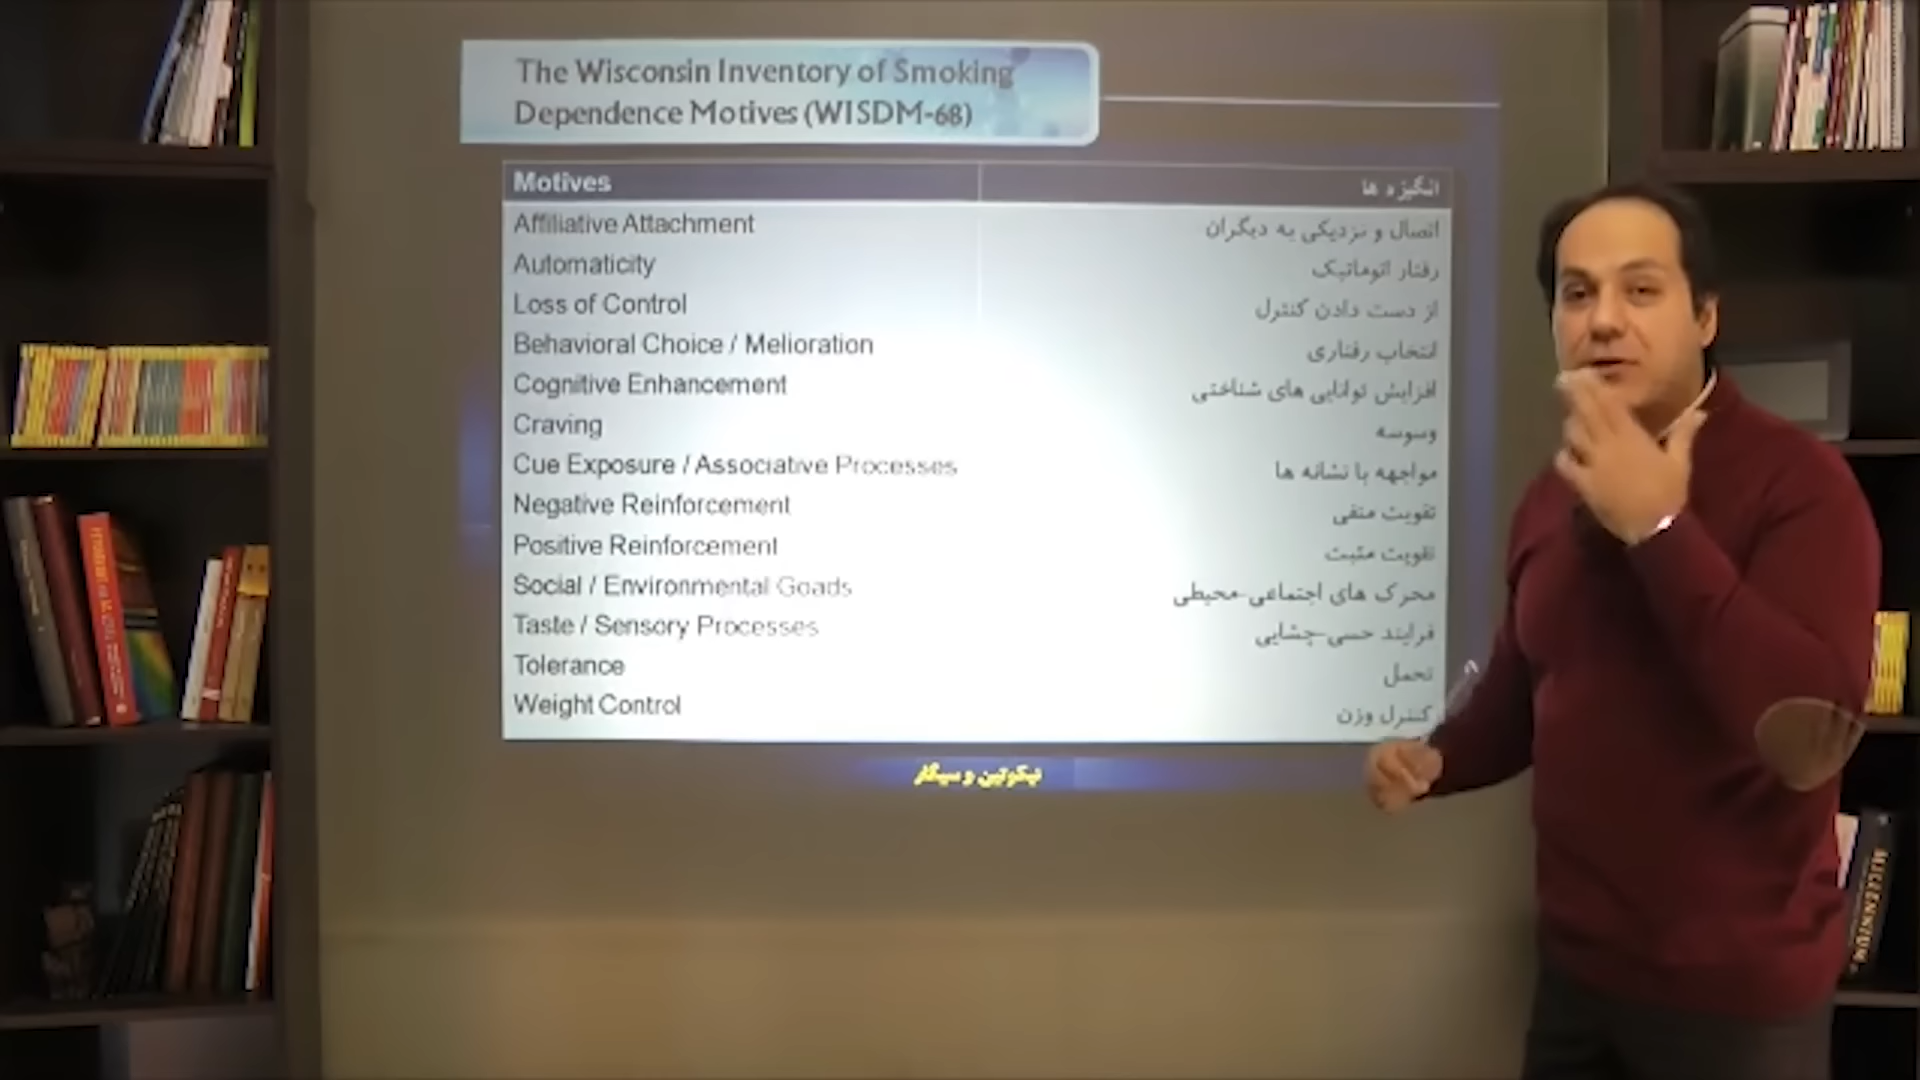 The Wisconsin Inventory of Smoking
Dependence Motives (WISDM-68)
Motives انگیزه ها
Affiliative Attachment اتصال و نزدیکی به دیگران
Automaticity رفتار اتوماتیک
Loss of Control از دست دادن کنترل
Behavioral Choice / Melioration انتخاب رفتاری
Cognitive Enhancement افزایش توانایی های شناختی
Craving وسوسه
Cue Exposure / Associative Processes مواجهه با نشانه ها
Negative Reinforcement تقویت منفی
Positive Reinforcement تقویت مثبت
Social / Environmental Goads محرک های اجتماعی-محیطی
Taste / Sensory Processes فرایند حسی-چشایی
Tolerance تحمل
Weight Control کنترل وزن
نیکوتین و سیگار
MILLENNIUM